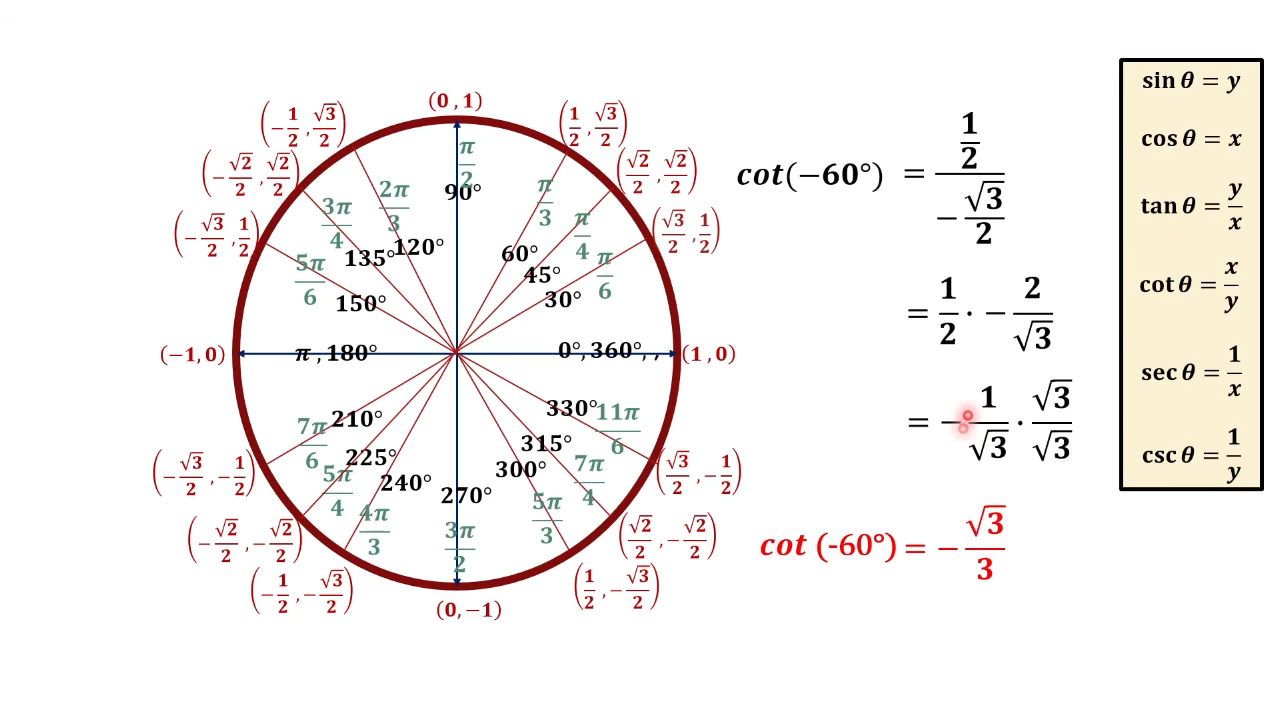 (0 , 1)
(-1/2 , √3/2)
(1/2 , √3/2)
(-√2/2 , √2/2)
(√2/2 , √2/2)
(-√3/2 , 1/2)
(√3/2 , 1/2)
π/2
90°
2π/3
120°
π/3
60°
3π/4
135°
π/4
45°
5π/6
150°
π/6
30°
(−1, 0)
π , 180°
0°, 360°, ,
(1 , 0)
210°
7π/6
330°
11π/6
225°
5π/4
315°
7π/4
240°
4π/3
300°
5π/3
270°
3π/2
(-√3/2 , -1/2)
(√3/2 , -1/2)
(-√2/2 , -√2/2)
(√2/2 , -√2/2)
(-1/2 , -√3/2)
(1/2 , -√3/2)
(0, −1)
cot(−60°) = (1/2)/(−√3/2)
= 1/2 · − 2/√3
= − 1/√3 · √3/√3
cot (-60°) = − √3/3
sin θ = y
cos θ = x
tan θ = y/x
cot θ = x/y
sec θ = 1/x
csc θ = 1/y